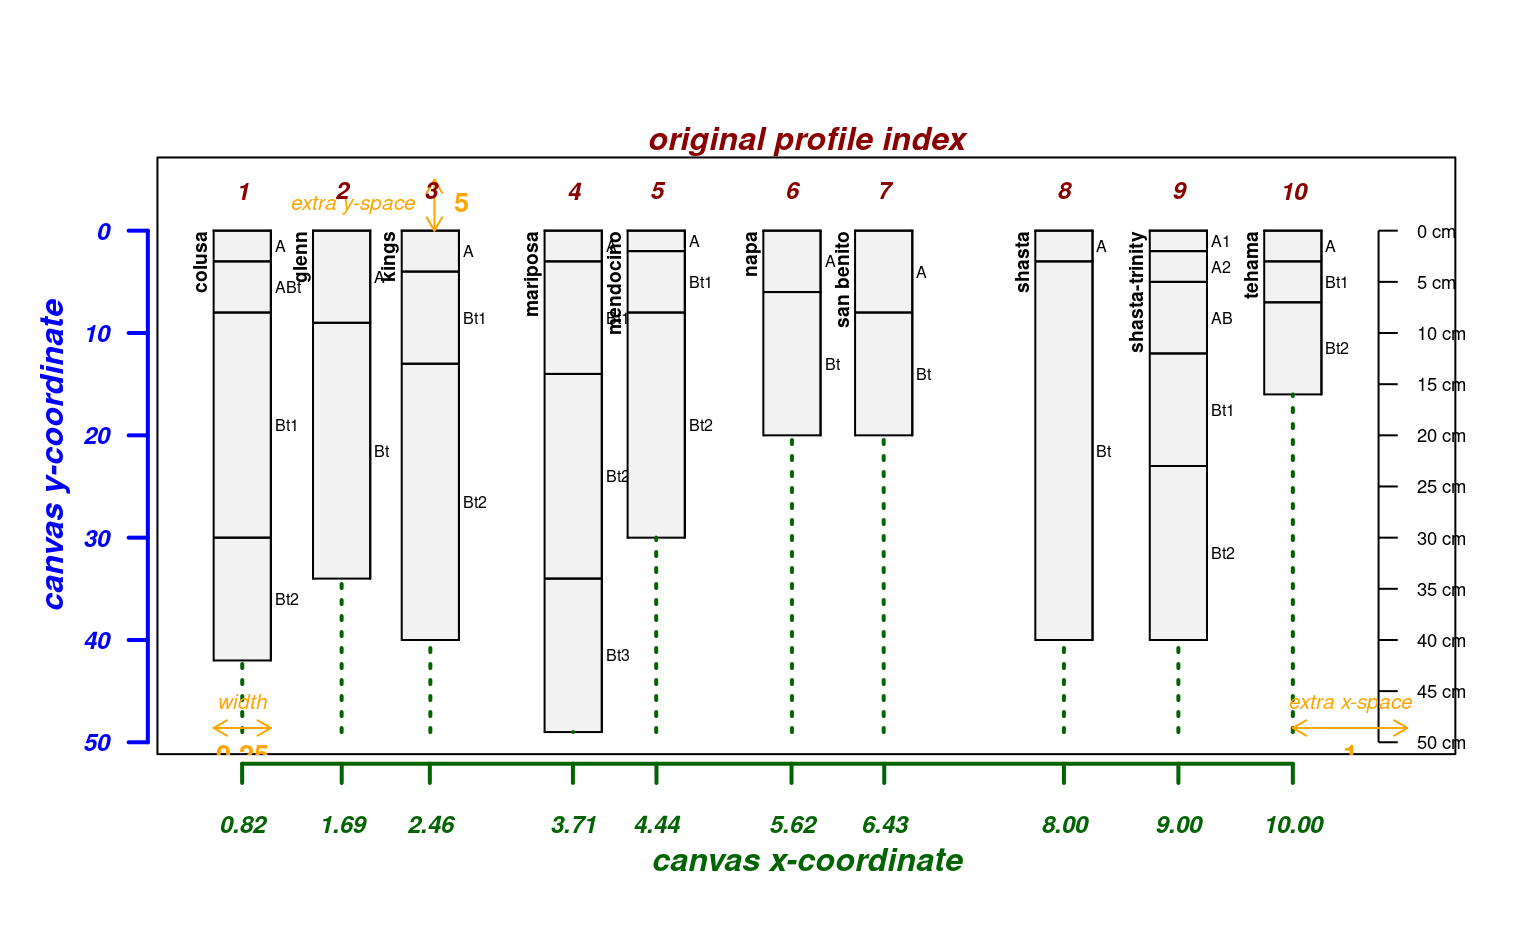 original profile index
1 2 3 4 5 6 7 8 9 10
extra y-space 5
canvas y-coordinate
0
10
20
30
40
50
colusa
A
ABt
Bt1
Bt2
glenn
A
Bt
kings
A
Bt1
Bt2
mariposa
A
Bt1
Bt2
Bt3
mendocino
A
Bt1
Bt2
napa
A
Bt
san benito
A
Bt
shasta
A
Bt
shasta-trinity
A1
A2
AB
Bt1
Bt2
tehama
A
Bt1
Bt2
0 cm
5 cm
10 cm
15 cm
20 cm
25 cm
30 cm
35 cm
40 cm
45 cm
50 cm
width
0.25
extra x-space
1
0.82 1.69 2.46 3.71 4.44 5.62 6.43 8.00 9.00 10.00
canvas x-coordinate